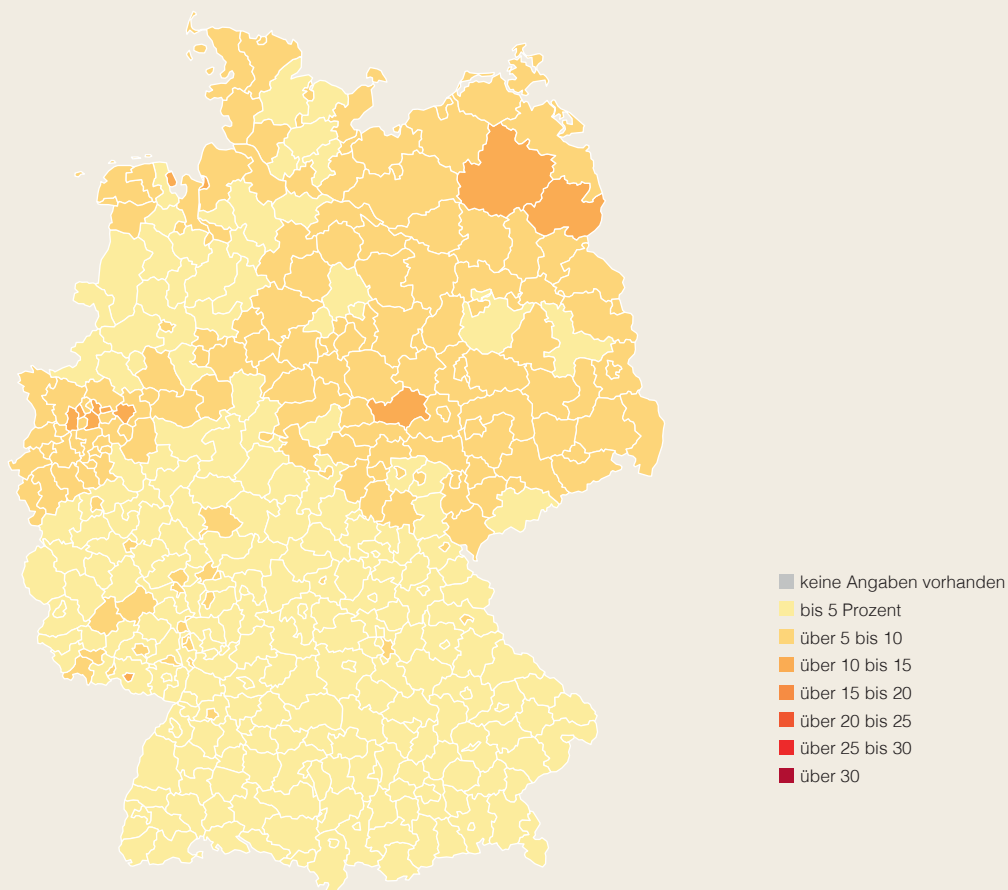 keine Angaben vorhanden
bis 5 Prozent
über 5 bis 10
über 10 bis 15
über 15 bis 20
über 20 bis 25
über 25 bis 30
über 30